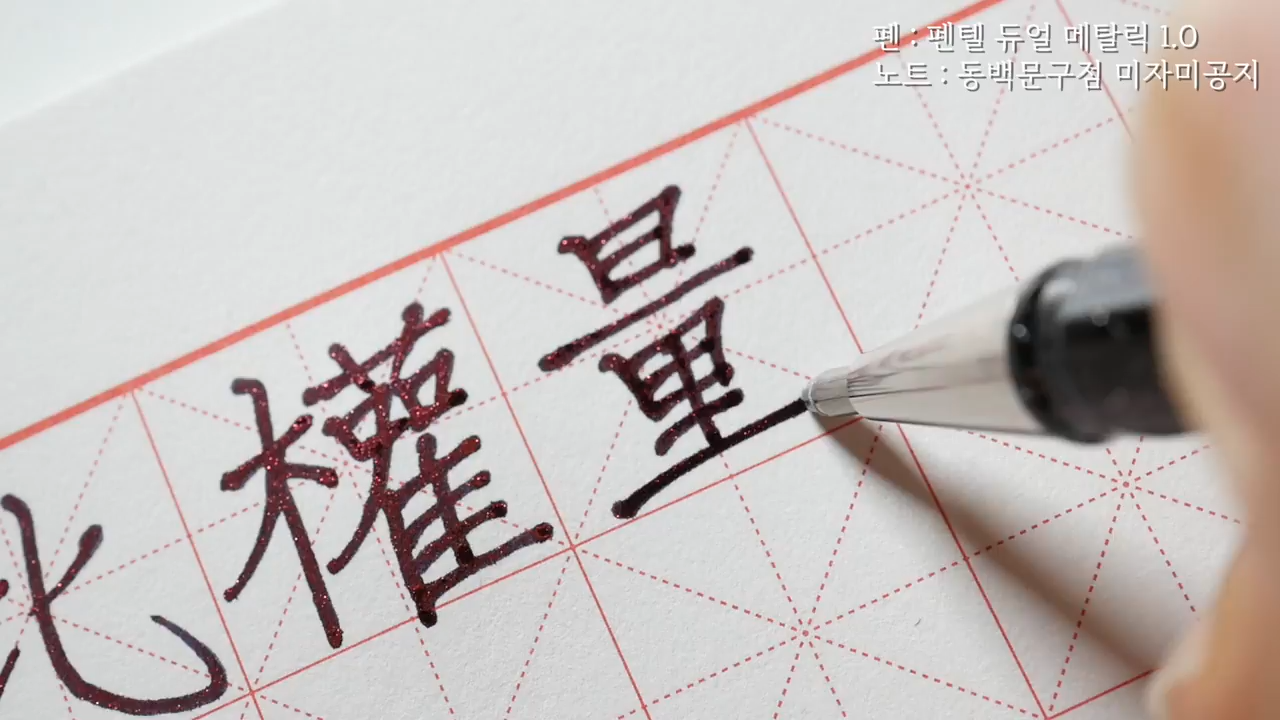 펜 : 펜텔 듀얼 메탈릭 1.0
노트 : 동백문구점 미자미공지
權量